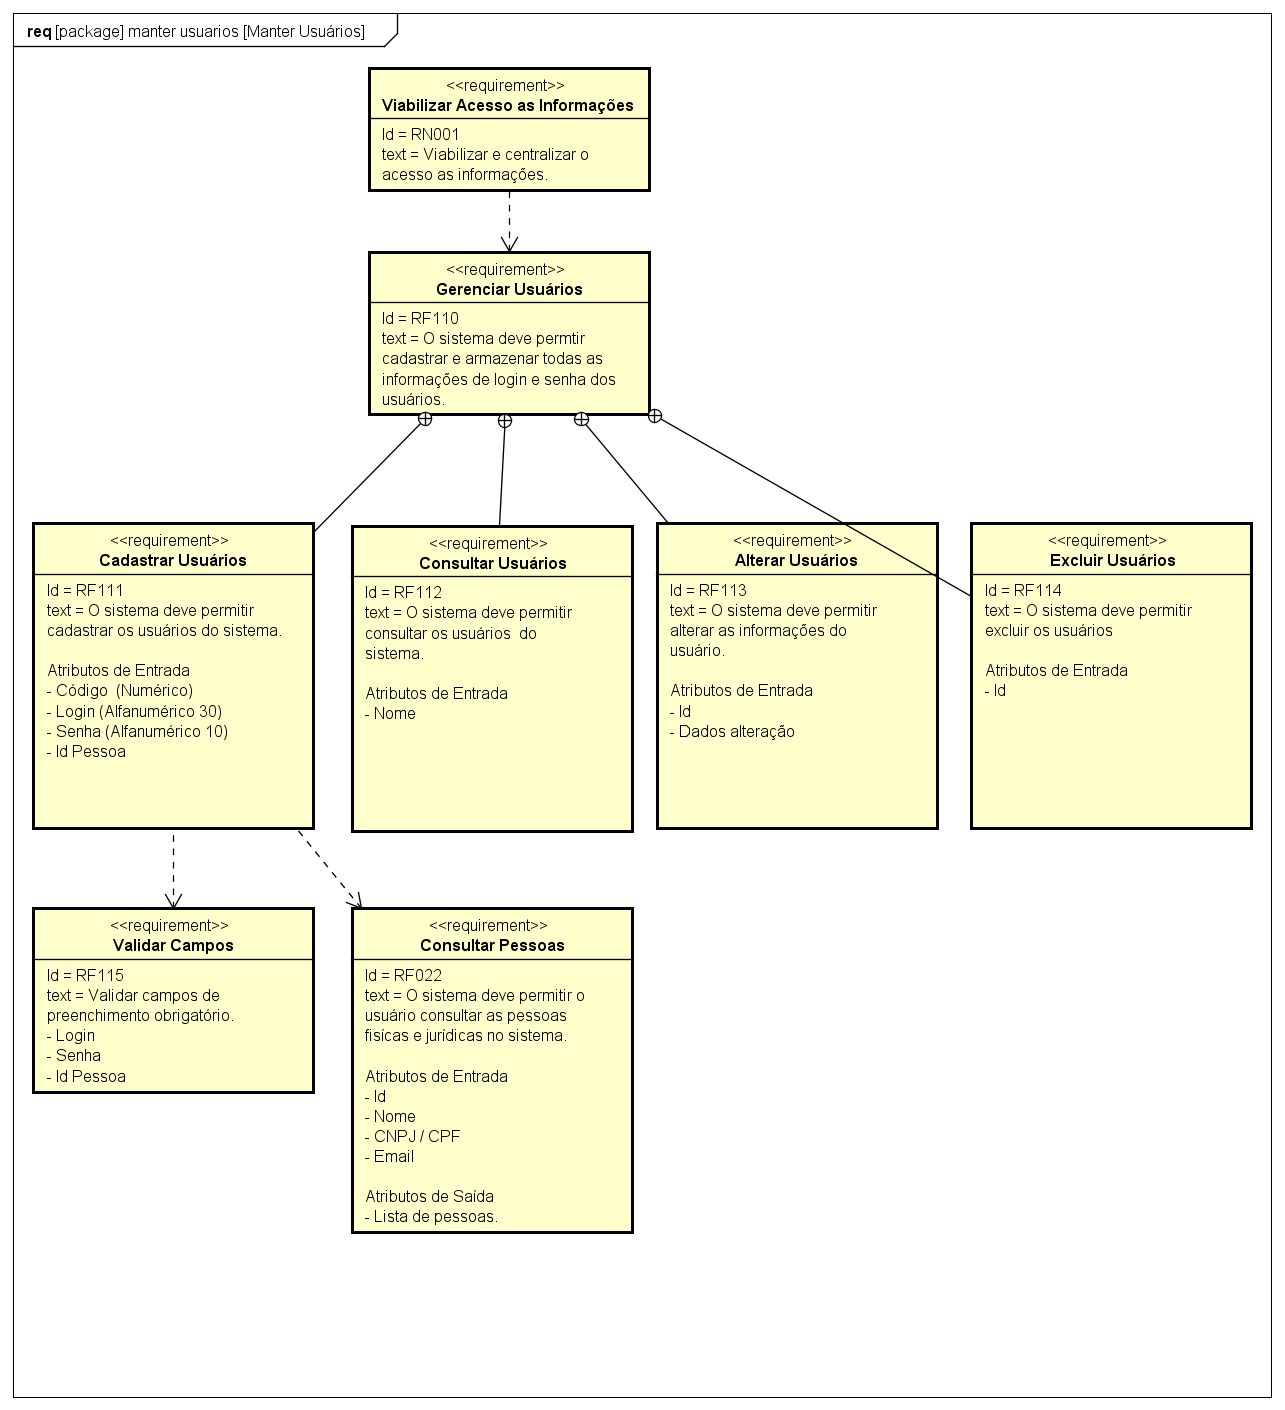 req [package] manter usuarios [Manter Usuários]
<<requirement>>
Viabilizar Acesso as Informações
Id = RN001
text = Viabilizar e centralizar o
acesso as informações.
<<requirement>>
Gerenciar Usuários
Id = RF110
text = O sistema deve permtir
cadastrar e armazenar todas as
informações de login e senha dos
usuários.
<<requirement>>
Cadastrar Usuários
Id = RF111
text = O sistema deve permitir
cadastrar os usuários do sistema.
Atributos de Entrada
- Código  (Numérico)
- Login (Alfanumérico 30)
- Senha (Alfanumérico 10)
- Id Pessoa
<<requirement>>
Consultar Usuários
Id = RF112
text = O sistema deve permitir
consultar os usuários  do
sistema.
Atributos de Entrada
- Nome
<<requirement>>
Alterar Usuários
Id = RF113
text = O sistema deve permitir
alterar as informações do
usuário.
Atributos de Entrada
- Id
- Dados alteração
<<requirement>>
Excluir Usuários
Id = RF114
text = O sistema deve permitir
excluir os usuários
Atributos de Entrada
- Id
<<requirement>>
Validar Campos
Id = RF115
text = Validar campos de
preenchimento obrigatório.
- Login
- Senha
- Id Pessoa
<<requirement>>
Consultar Pessoas
Id = RF022
text = O sistema deve permitir o
usuário consultar as pessoas
fisícas e jurídicas no sistema.
Atributos de Entrada
- Id
- Nome
- CNPJ / CPF
- Email
Atributos de Saída
- Lista de pessoas.